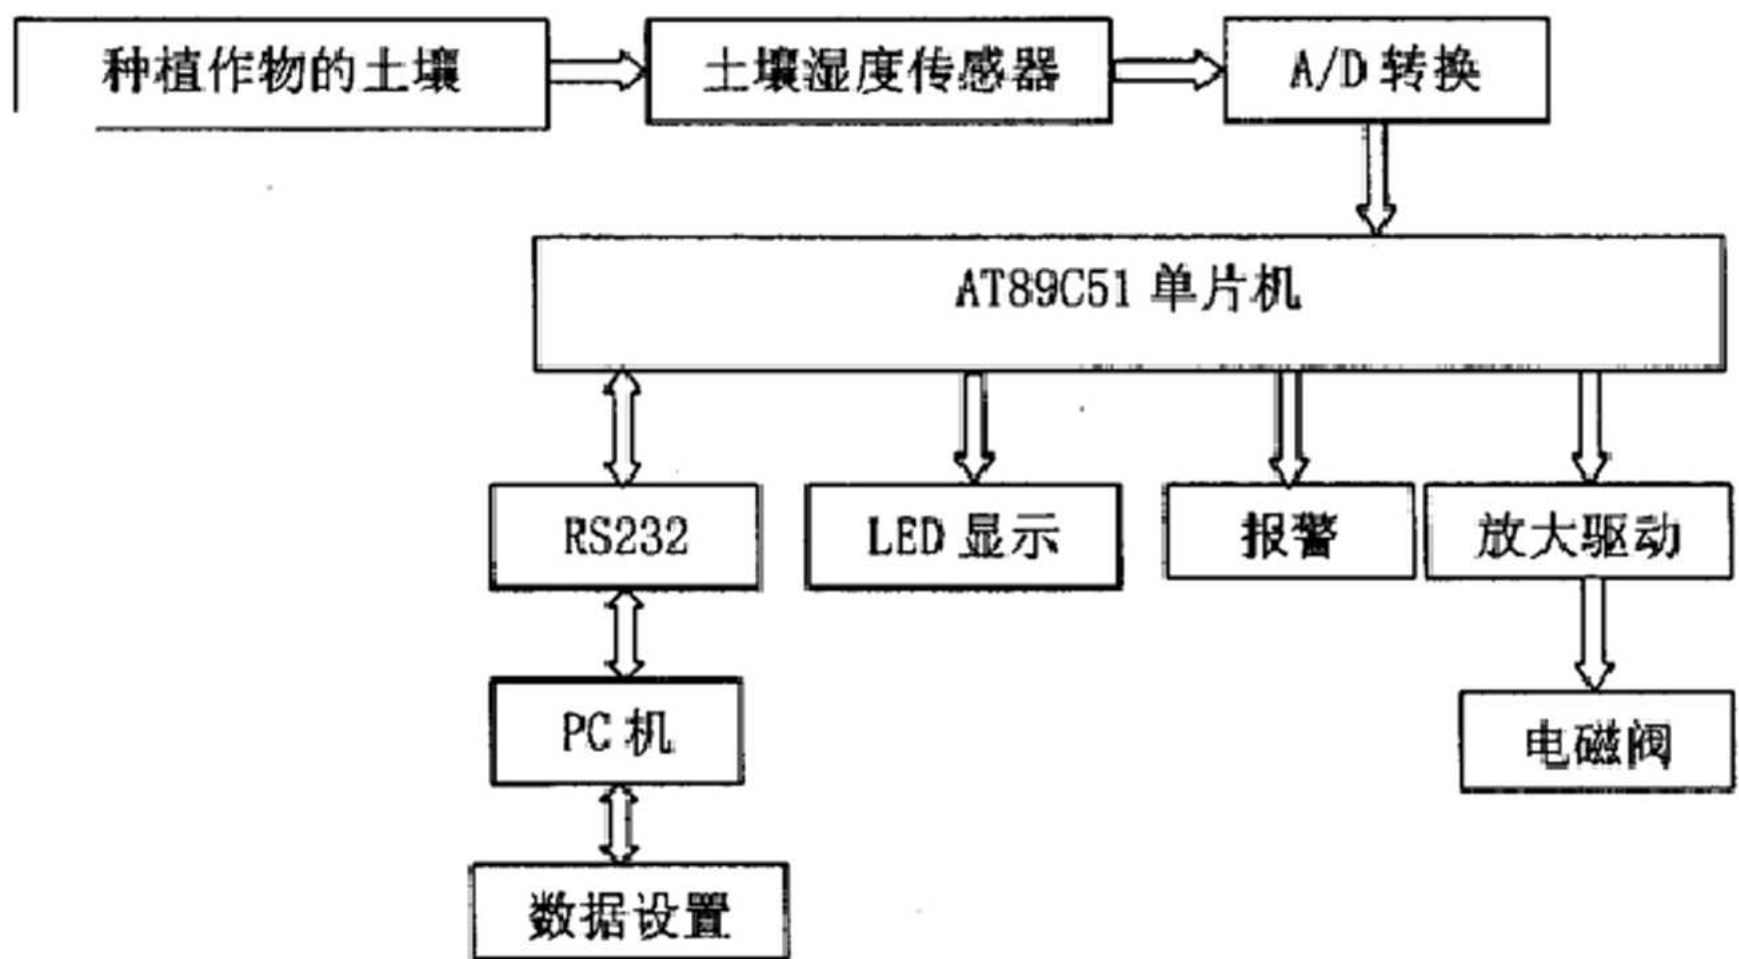 种植作物的土壤
土壤湿度传感器
A/D 转换
AT89C51 单片机
RS232
LED 显示
报警
放大驱动
PC 机
电磁阀
数据设置